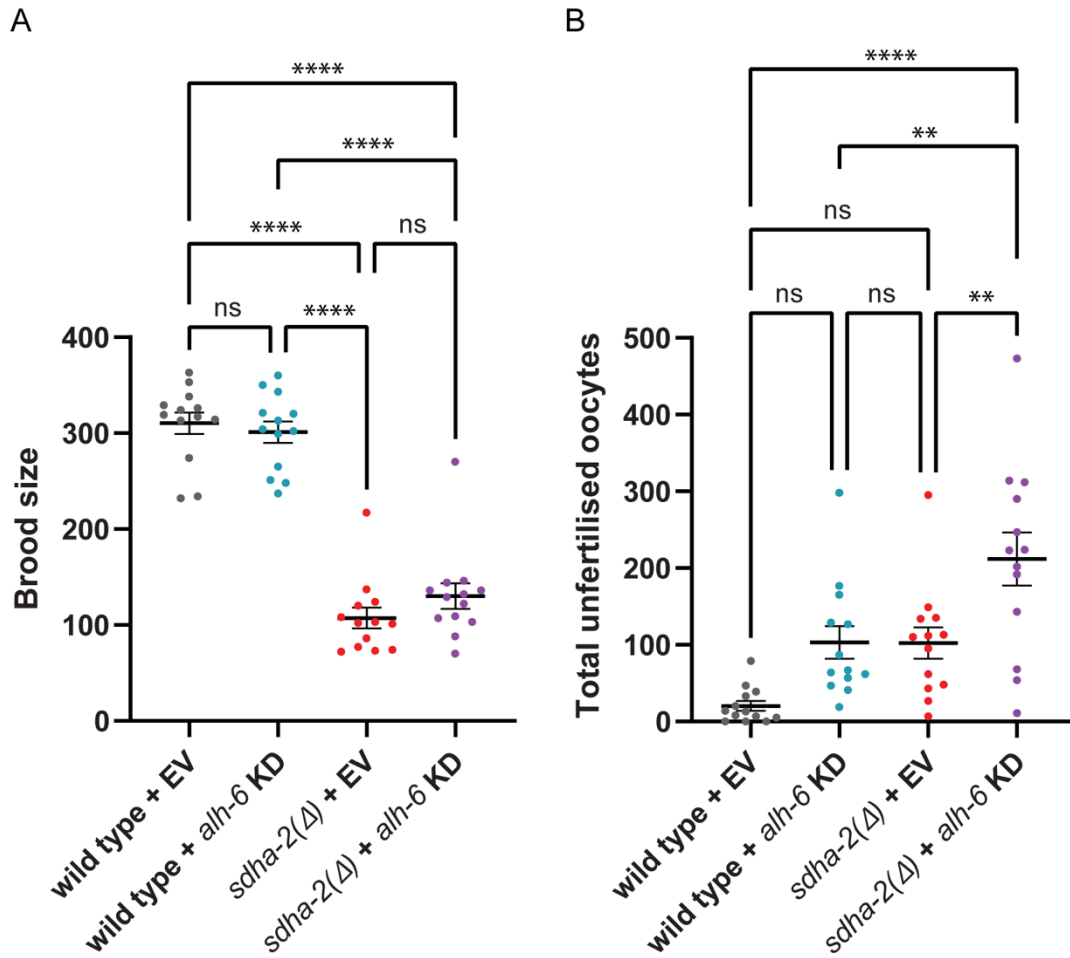 A
B
****
****
****
**
****
ns
ns
ns
****
ns
ns
**
Brood size
400
300
200
100
0
Total unfertilised oocytes
500
400
300
200
100
0
wild type + EV
wild type + alh-6 KD
sdha-2(Δ) + EV
sdha-2(Δ) + alh-6 KD
wild type + EV
wild type + alh-6 KD
sdha-2(Δ) + EV
sdha-2(Δ) + alh-6 KD